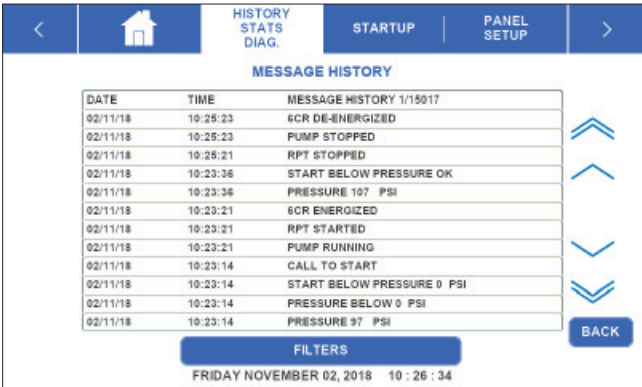 HISTORY
STATS
DIAG.
STARTUP
PANEL
SETUP
MESSAGE HISTORY
DATE TIME MESSAGE HISTORY 1/15017
02/11/18 10:25:23 6CR DE-ENERGIZED
02/11/18 10:25:23 PUMP STOPPED
02/11/18 10:25:21 RPT STOPPED
02/11/18 10:23:36 START BELOW PRESSURE OK
02/11/18 10:23:36 PRESSURE 107 PSI
02/11/18 10:23:21 6CR ENERGIZED
02/11/18 10:23:21 RPT STARTED
02/11/18 10:23:21 PUMP RUNNING
02/11/18 10:23:14 CALL TO START
02/11/18 10:23:14 START BELOW PRESSURE 0 PSI
02/11/18 10:23:14 PRESSURE BELOW 0 PSI
02/11/18 10:23:14 PRESSURE 97 PSI
BACK
FILTERS
FRIDAY NOVEMBER 02, 2018 10 : 26 : 34